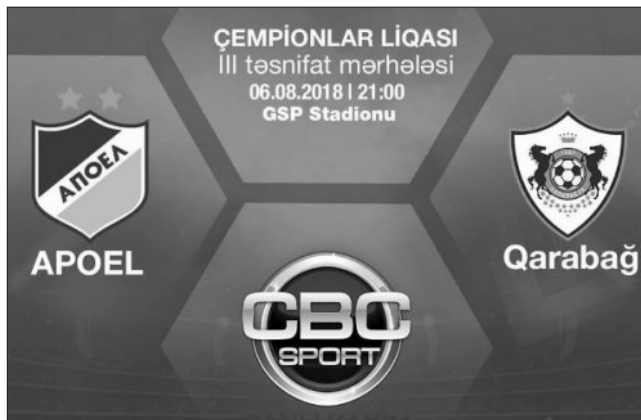 ÇEMPİONLAR LİQASI
III təsnifat mərhələsi
06.08.2018 | 21:00
GSP Stadionu
ΑΠΟΕΛ
APOEL
Qarabağ
CBC
SPORT